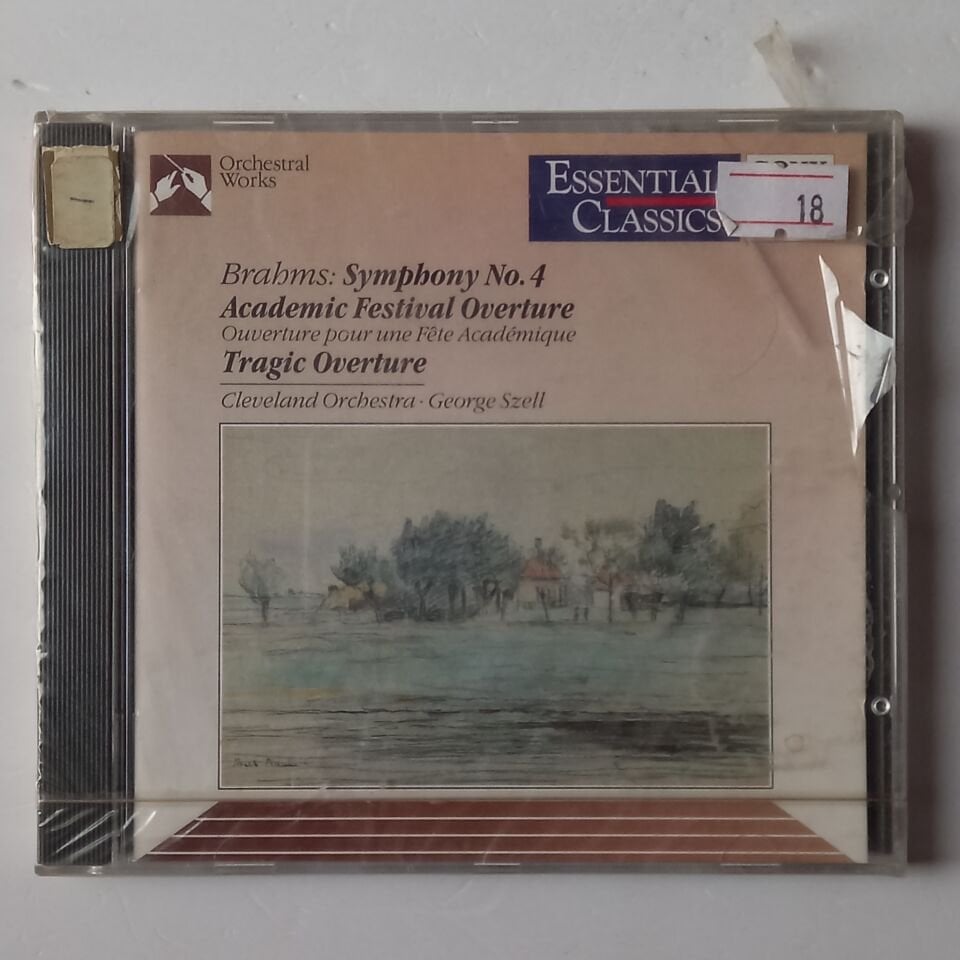 Orchestral
Works
ESSENTIAL
CLASSICS
18
Brahms: Symphony No. 4
Academic Festival Overture
Ouverture pour une Fête Académique
Tragic Overture
Cleveland Orchestra · George Szell